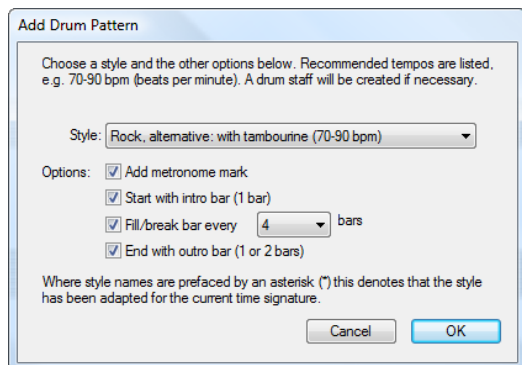 Add Drum Pattern
Choose a style and the other options below. Recommended tempos are listed,
e.g. 70-90 bpm (beats per minute). A drum staff will be created if necessary.
Style: Rock, alternative: with tambourine (70-90 bpm)
Options: Add metronome mark
Start with intro bar (1 bar)
Fill/break bar every 4 bars
End with outro bar (1 or 2 bars)
Where style names are prefaced by an asterisk (*) this denotes that the style
has been adapted for the current time signature.
Cancel OK